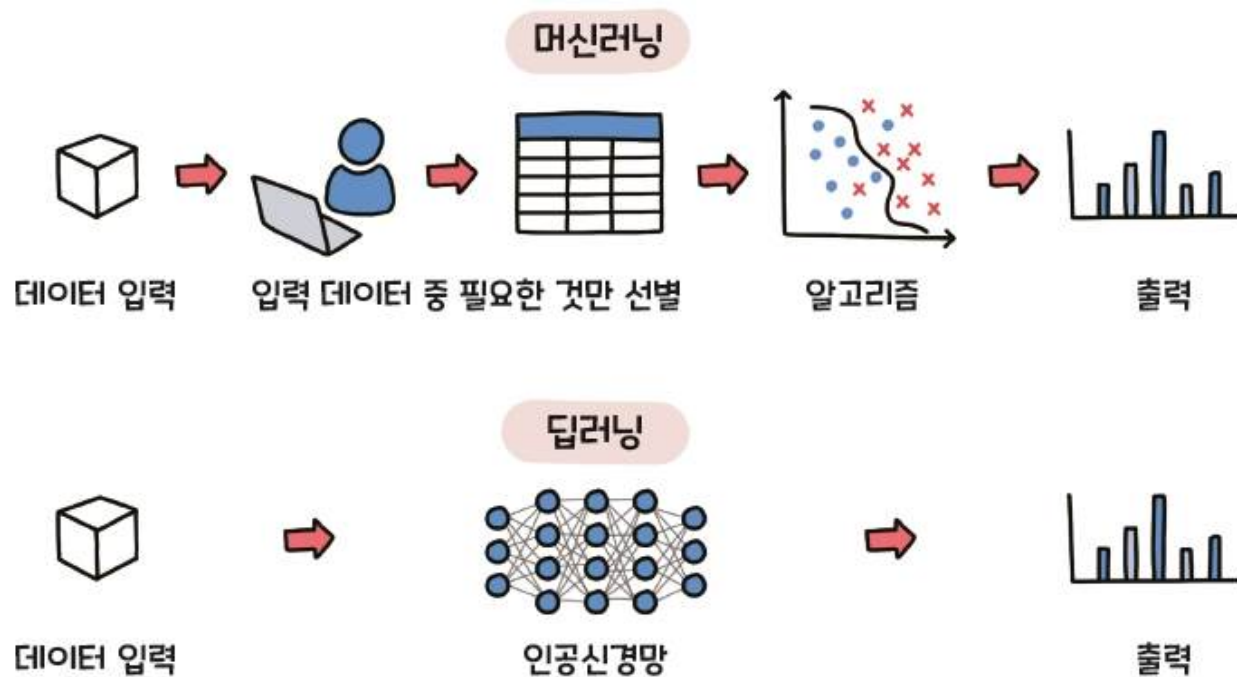 머신러닝
데이터 입력
입력 데이터 중 필요한 것만 선별
알고리즘
출력
딥러닝
데이터 입력
인공신경망
출력